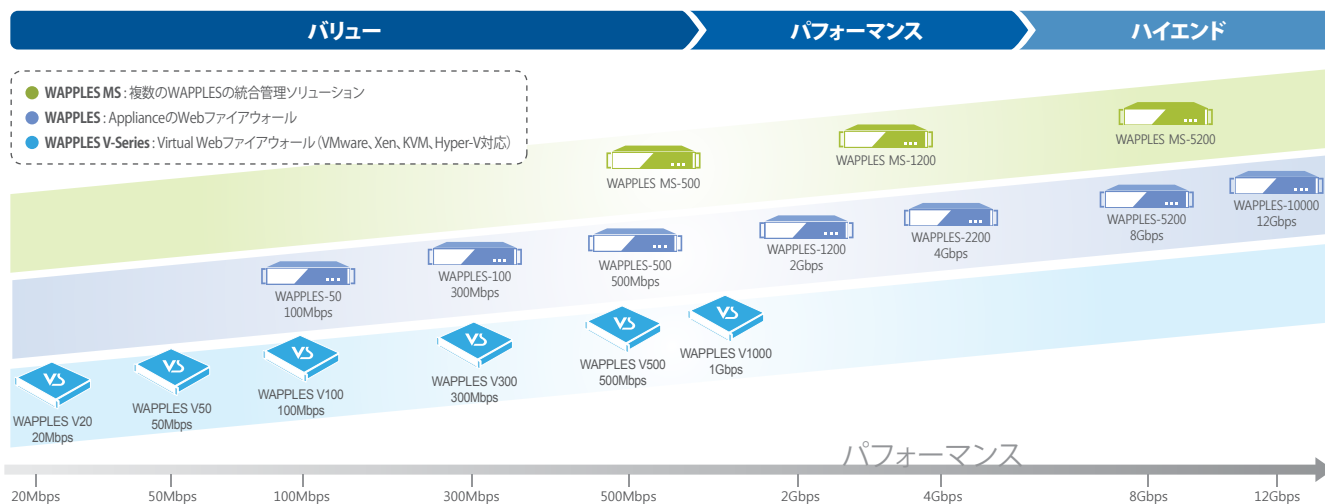 バリュー
パフォーマンス
ハイエンド
WAPPLES MS : 複数のWAPPLESの統合管理ソリューション
WAPPLES : ApplianceのWebファイアウォール
WAPPLES V-Series : Virtual Webファイアウォール（VMware、Xen、KVM、Hyper-V対応）
WAPPLES MS-500
WAPPLES MS-1200
WAPPLES MS-5200
WAPPLES-50
100Mbps
WAPPLES-100
300Mbps
WAPPLES-500
500Mbps
WAPPLES-1200
2Gbps
WAPPLES-2200
4Gbps
WAPPLES-5200
8Gbps
WAPPLES-10000
12Gbps
VS
WAPPLES V20
20Mbps
VS
WAPPLES V50
50Mbps
VS
WAPPLES V100
100Mbps
VS
WAPPLES V300
300Mbps
VS
WAPPLES V500
500Mbps
VS
WAPPLES V1000
1Gbps
パフォーマンス
20Mbps
50Mbps
100Mbps
300Mbps
500Mbps
2Gbps
4Gbps
8Gbps
12Gbps